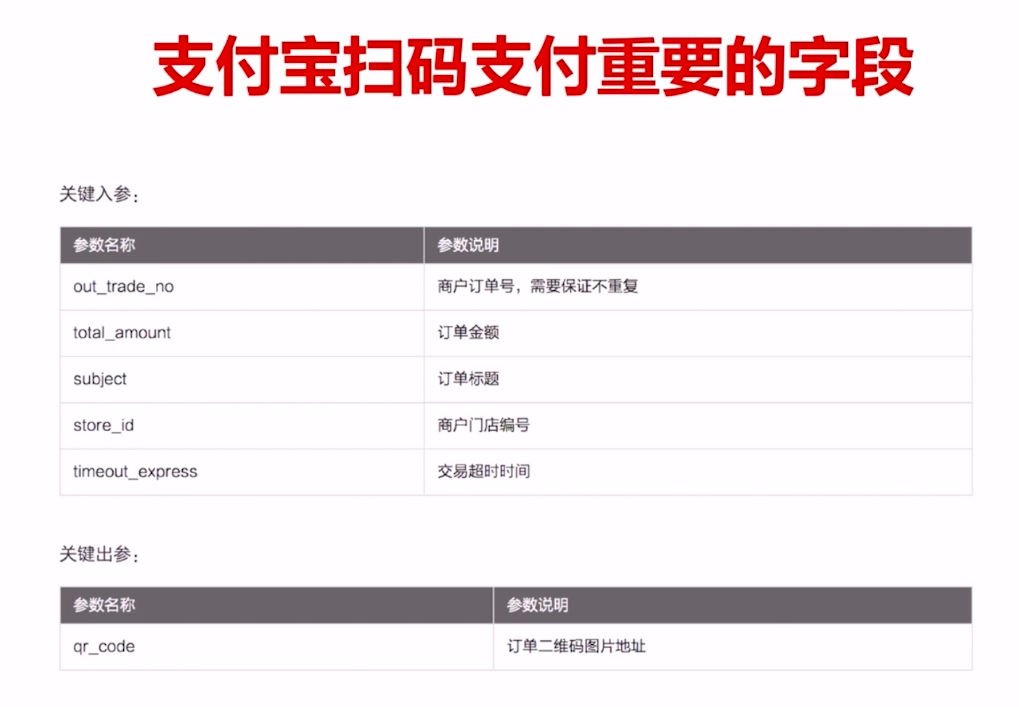 支付宝扫码支付重要的字段
关键入参：
参数名称 参数说明
out_trade_no 商户订单号，需要保证不重复
total_amount 订单金额
subject 订单标题
store_id 商户门店编号
timeout_express 交易超时时间
关键出参：
参数名称 参数说明
qr_code 订单二维码图片地址